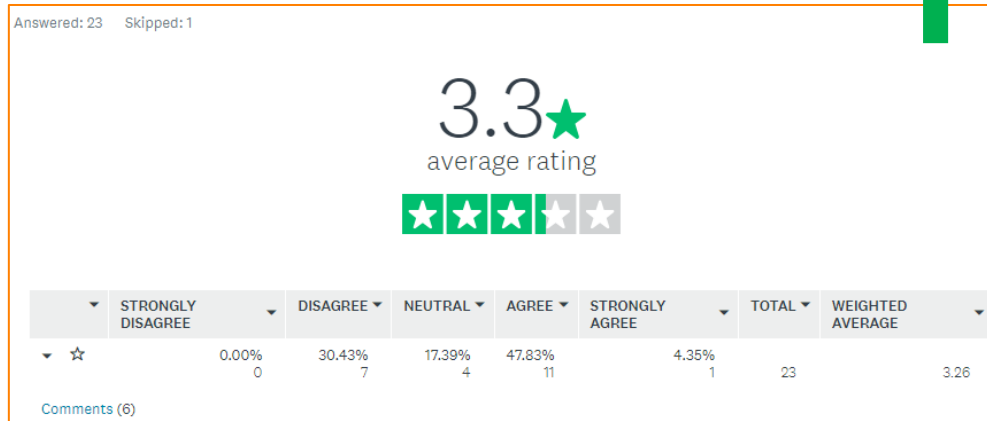 Answered: 23 Skipped: 1
3.3
average rating
STRONGLY DISAGREE DISAGREE NEUTRAL AGREE STRONGLY AGREE TOTAL WEIGHTED AVERAGE
0.00% 30.43% 17.39% 47.83% 4.35%
0 7 4 11 1 23 3.26
Comments (6)